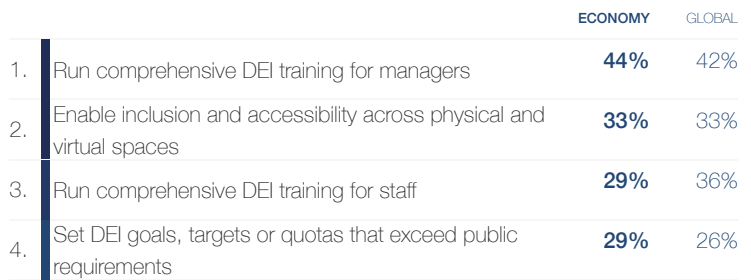 ECONOMY GLOBAL
1. Run comprehensive DEI training for managers 44% 42%
2. Enable inclusion and accessibility across physical and virtual spaces 33% 33%
3. Run comprehensive DEI training for staff 29% 36%
4. Set DEI goals, targets or quotas that exceed public requirements 29% 26%